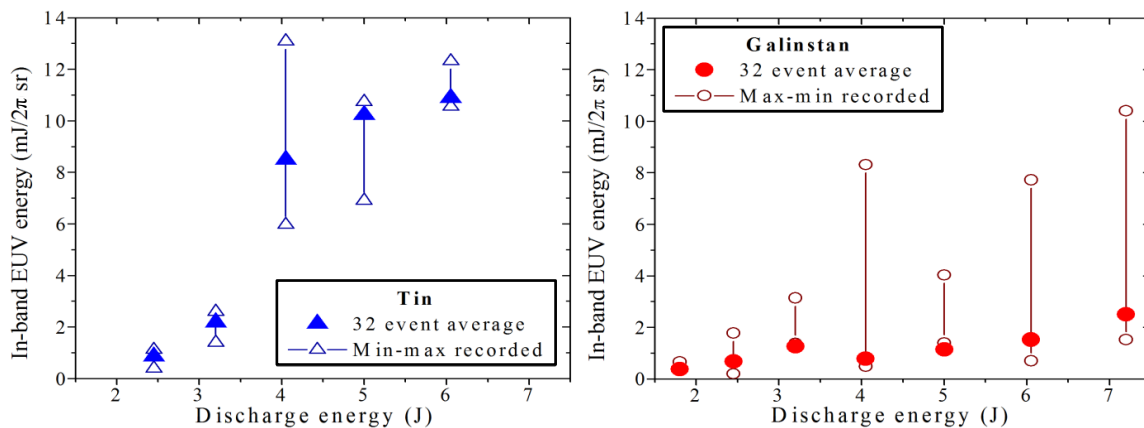 14
12
10
8
6
4
2
0
In-band EUV energy (mJ/2π sr)
Tin
32 event average
Min-max recorded
2 3 4 5 6 7
Discharge energy (J)
14
12
10
8
6
4
2
0
In-band EUV energy (mJ/2π sr)
Galinstan
32 event average
Max-min recorded
2 3 4 5 6 7
Discharge energy (J)